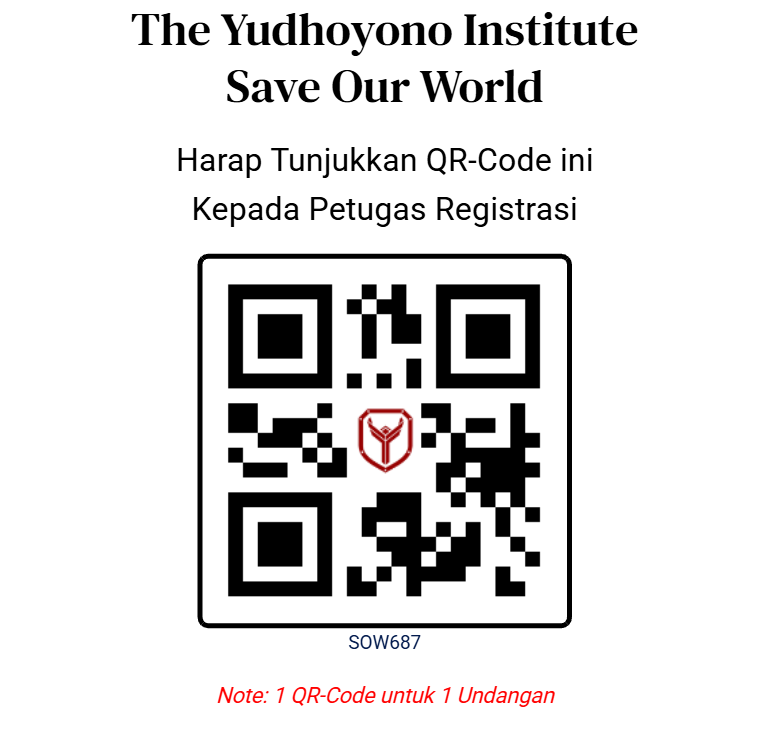 The Yudhoyono Institute
Save Our World
Harap Tunjukkan QR-Code ini
Kepada Petugas Registrasi
SOW687
Note: 1 QR-Code untuk 1 Undangan